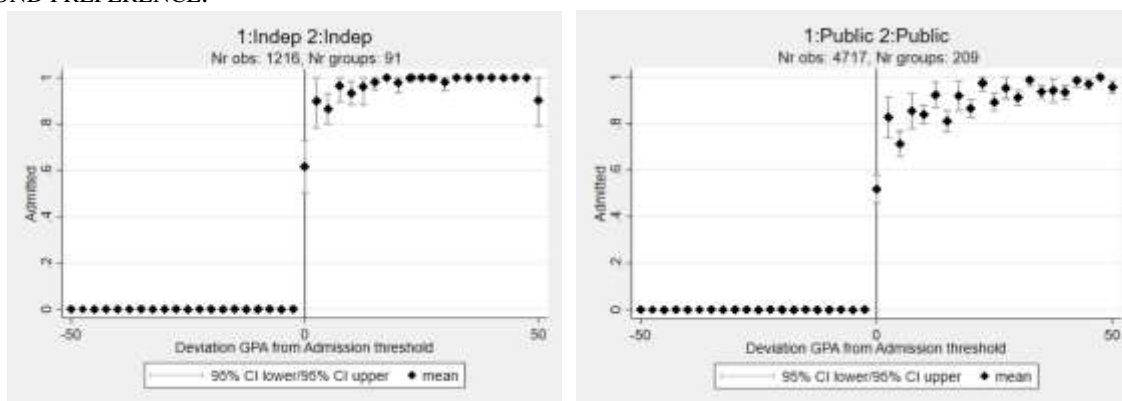 1:Indep 2:Indep
Nr obs: 1216, Nr groups: 91
Admitted
0 .2 .4 .6 .8 1
-50 0 50
Deviation GPA from Admission threshold
95% CI lower/95% CI upper mean
1:Public 2:Public
Nr obs: 4717, Nr groups: 209
Admitted
0 .2 .4 .6 .8 1
-50 0 50
Deviation GPA from Admission threshold
95% CI lower/95% CI upper mean